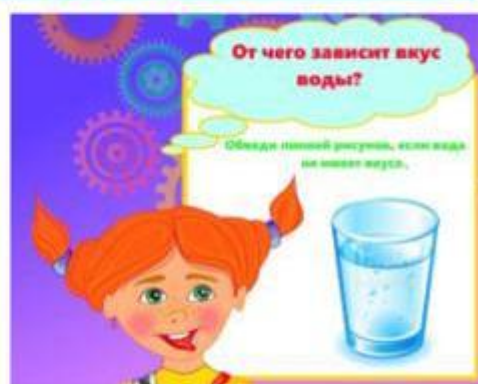 От чего зависит вкус
воды?
Обведи линией рисунок, если вода
не имеет вкуса.